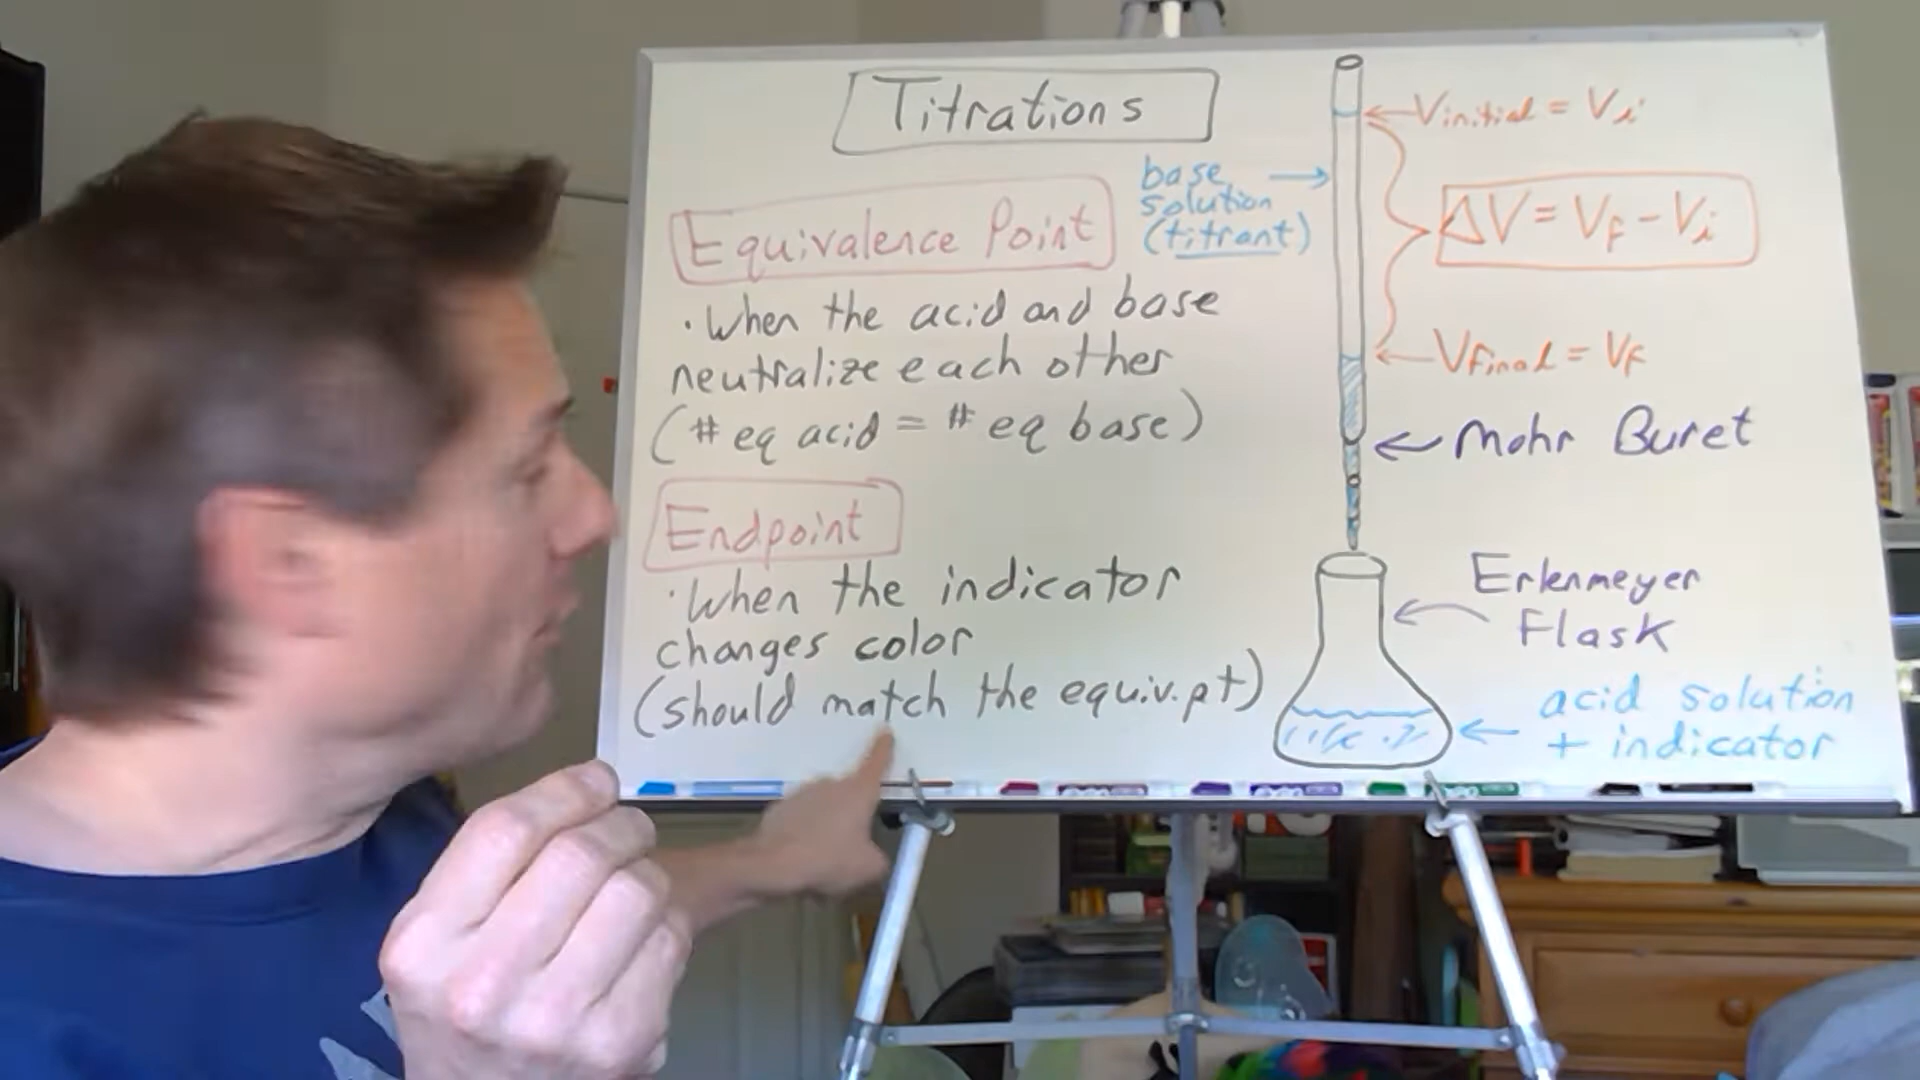 Titrations
Equivalence Point
· When the acid and base
neutralize each other
(# eq acid = # eq base)
Endpoint
· When the indicator
changes color
(should match the equiv. pt)
base
solution
(titrant)
Vinitial = Vi
ΔV = Vf - Vi
Vfinal = Vf
Mohr Buret
Erlenmeyer
Flask
acid solution
+ indicator